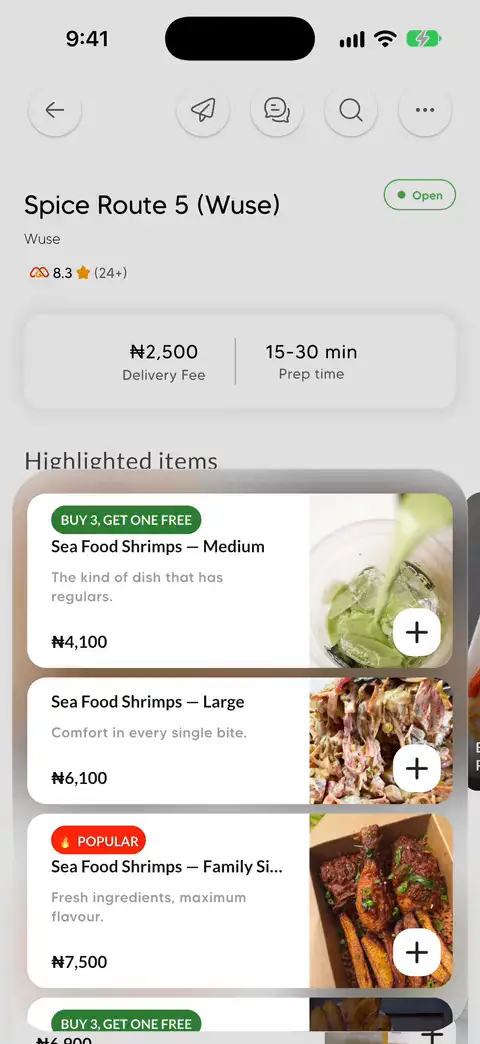 9:41
Spice Route 5 (Wuse)
Open
Wuse
8.3 (24+)
₦2,500
Delivery Fee
15-30 min
Prep time
Highlighted items
BUY 3, GET ONE FREE
Sea Food Shrimps — Medium
The kind of dish that has
regulars.
₦4,100
Sea Food Shrimps — Large
Comfort in every single bite.
₦6,100
🔥 POPULAR
Sea Food Shrimps — Family Si...
Fresh ingredients, maximum
flavour.
₦7,500
BUY 3, GET ONE FREE
₦6,900